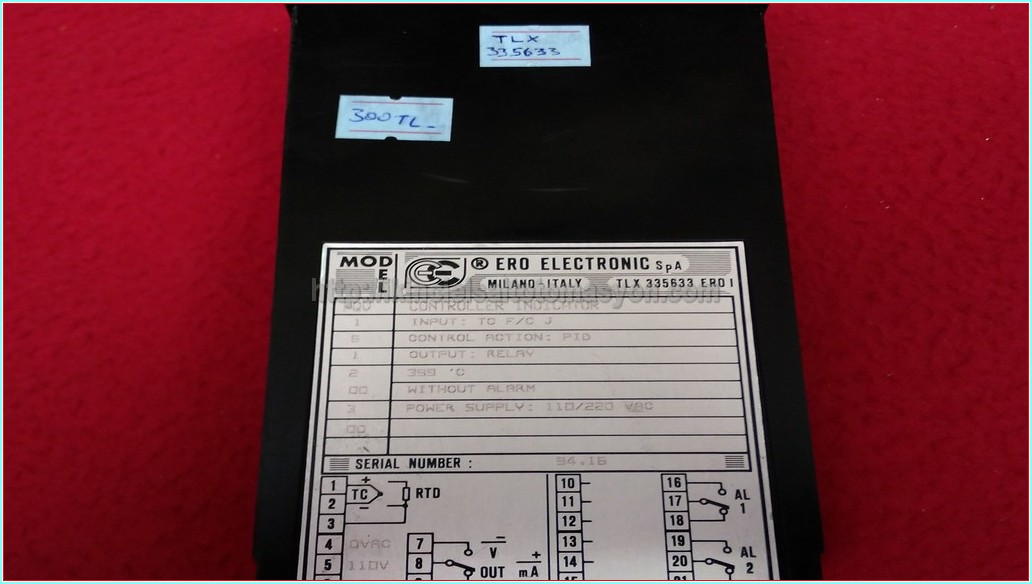 TLX
335633
300TL-
MODEL
® ERO ELECTRONIC SpA
MILANO-ITALY TLX 335633 ERO I
CONTROLLER INDICATOR
1 INPUT: TC F/C J
CONTROL ACTION: PID
1 OUTPUT: RELAY
2 399 °C
00 WITHOUT ALARM
3 POWER SUPPLY: 110/220 VAC
00
SERIAL NUMBER : 94.16
1 + 10 16
2 TC RTD 11 17 AL
3 - 12 18 1
4 0VAC 7 - V 13 19 AL
5 110V 8 OUT + mA 14 20 2